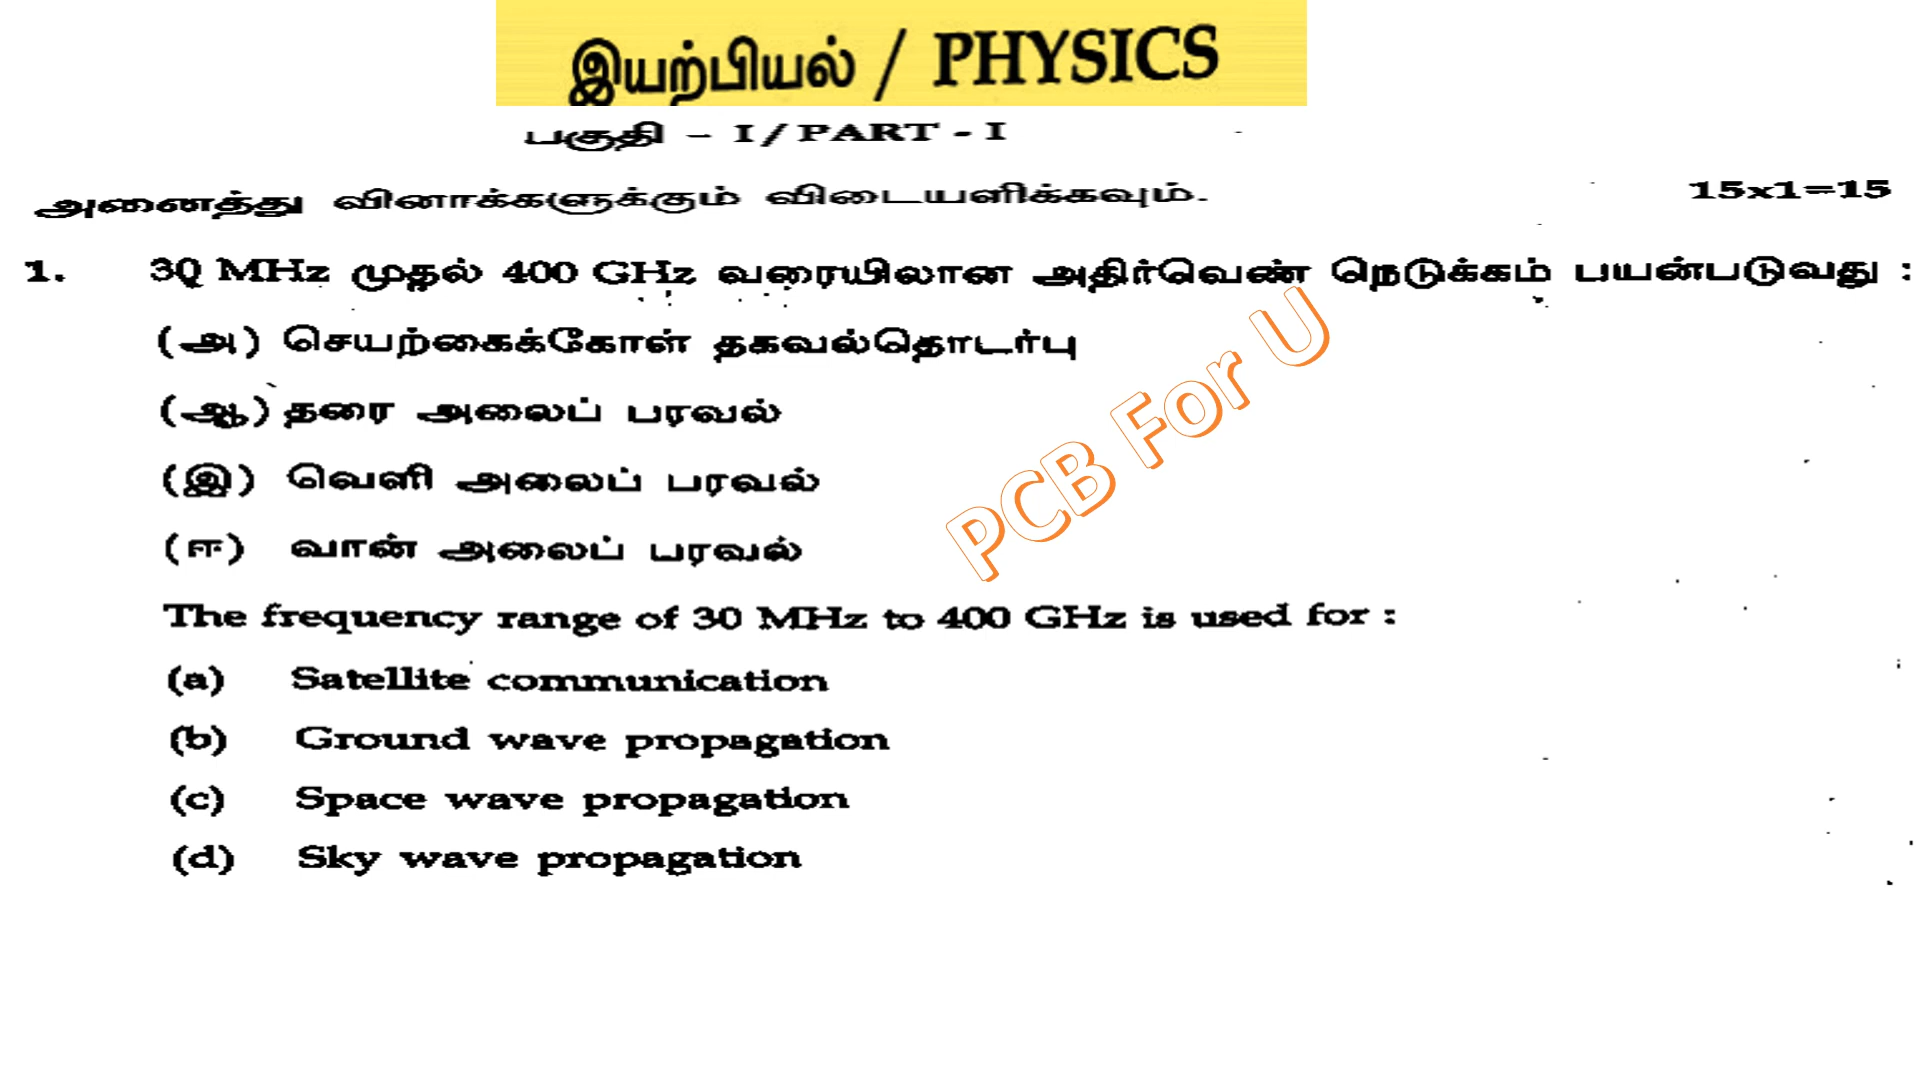 இயற்பியல் / PHYSICS
பகுதி – I / PART - I
அனைத்து வினாக்களுக்கும் விடையளிக்கவும். 15x1=15
1. 30 MHz முதல் 400 GHz வரையிலான அதிர்வெண் நெடுக்கம் பயன்படுவது :
(அ) செயற்கைக்கோள் தகவல்தொடர்பு
(ஆ) தரை அலைப் பரவல்
(இ) வெளி அலைப் பரவல்
(ஈ) வான் அலைப் பரவல்
The frequency range of 30 MHz to 400 GHz is used for :
(a) Satellite communication
(b) Ground wave propagation
(c) Space wave propagation
(d) Sky wave propagation
PCB For U